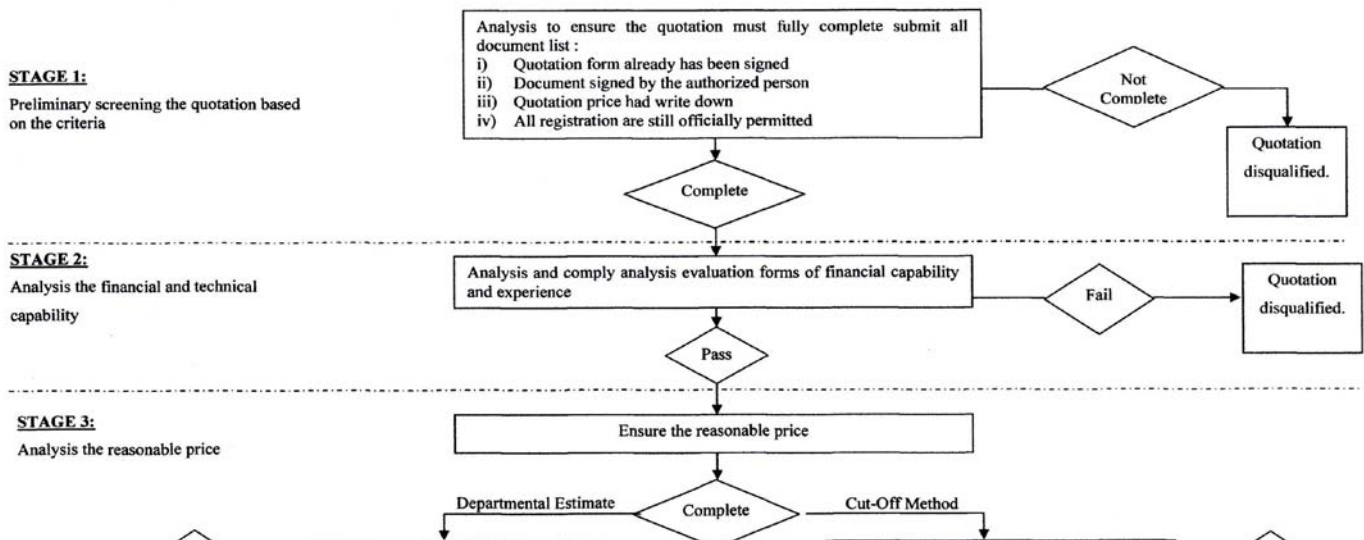 STAGE 1:
Preliminary screening the quotation based
on the criteria
Analysis to ensure the quotation must fully complete submit all
document list :
i) Quotation form already has been signed
ii) Document signed by the authorized person
iii) Quotation price had write down
iv) All registration are still officially permitted
Not
Complete
Quotation
disqualified.
Complete
STAGE 2:
Analysis the financial and technical
capability
Analysis and comply analysis evaluation forms of financial capability
and experience
Fail
Quotation
disqualified.
Pass
STAGE 3:
Analysis the reasonable price
Ensure the reasonable price
Departmental Estimate
Complete
Cut-Off Method